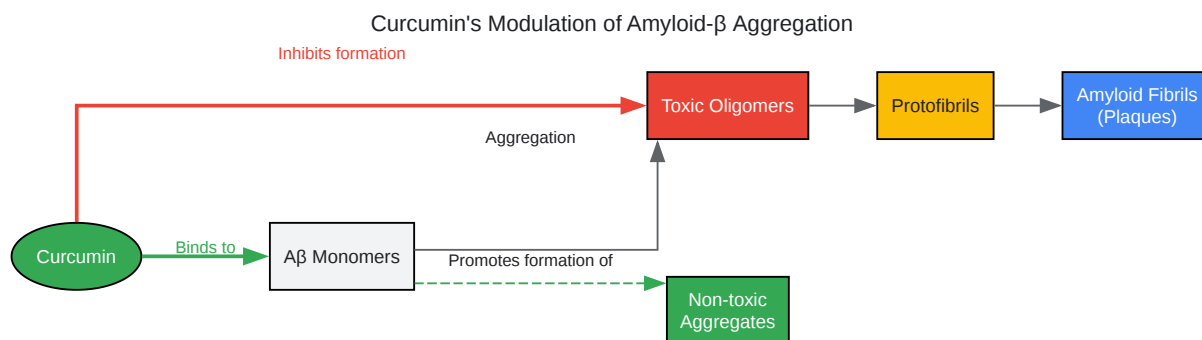 Curcumin's Modulation of Amyloid-β Aggregation
Inhibits formation
Toxic Oligomers
Protofibrils
Amyloid Fibrils
(Plaques)
Aggregation
Curcumin
Binds to
Aβ Monomers
Promotes formation of
Non-toxic
Aggregates